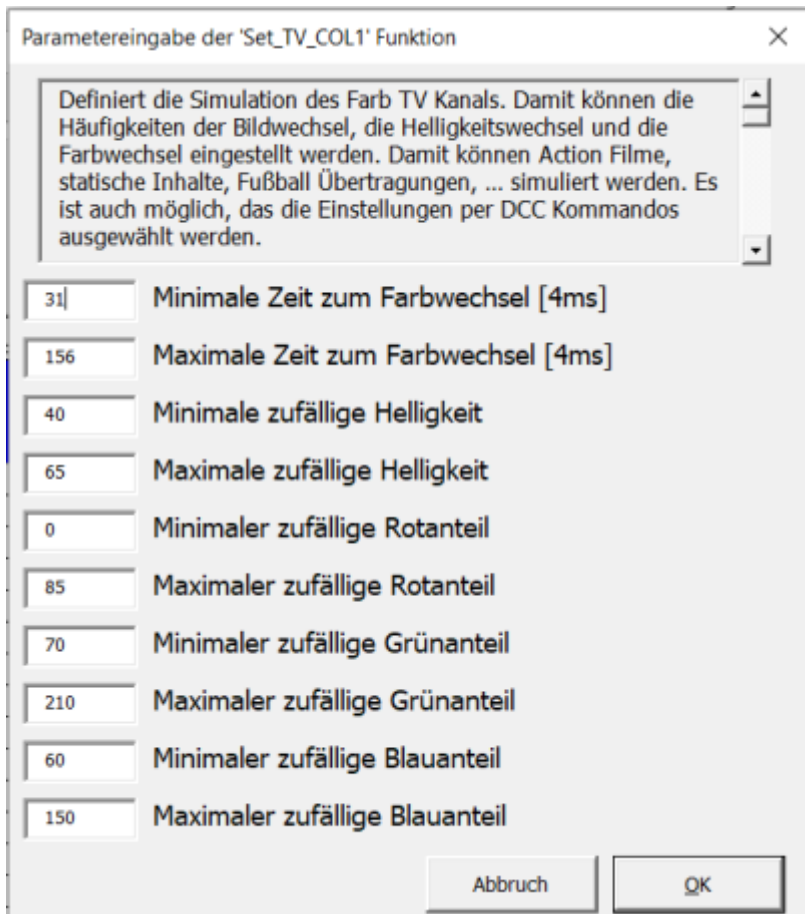 Parametereingabe der 'Set_TV_COL1' Funktion
Definiert die Simulation des Farb TV Kanals. Damit können die
Häufigkeiten der Bildwechsel, die Helligkeitswechsel und die
Farbwechsel eingestellt werden. Damit können Action Filme,
statische Inhalte, Fußball Übertragungen, ... simuliert werden. Es
ist auch möglich, das die Einstellungen per DCC Kommandos
ausgewählt werden.
31 Minimale Zeit zum Farbwechsel [4ms]
156 Maximale Zeit zum Farbwechsel [4ms]
40 Minimale zufällige Helligkeit
65 Maximale zufällige Helligkeit
0 Minimaler zufällige Rotanteil
85 Maximaler zufällige Rotanteil
70 Minimaler zufällige Grünanteil
210 Maximaler zufällige Grünanteil
60 Minimaler zufällige Blauanteil
150 Maximaler zufällige Blauanteil
Abbruch OK